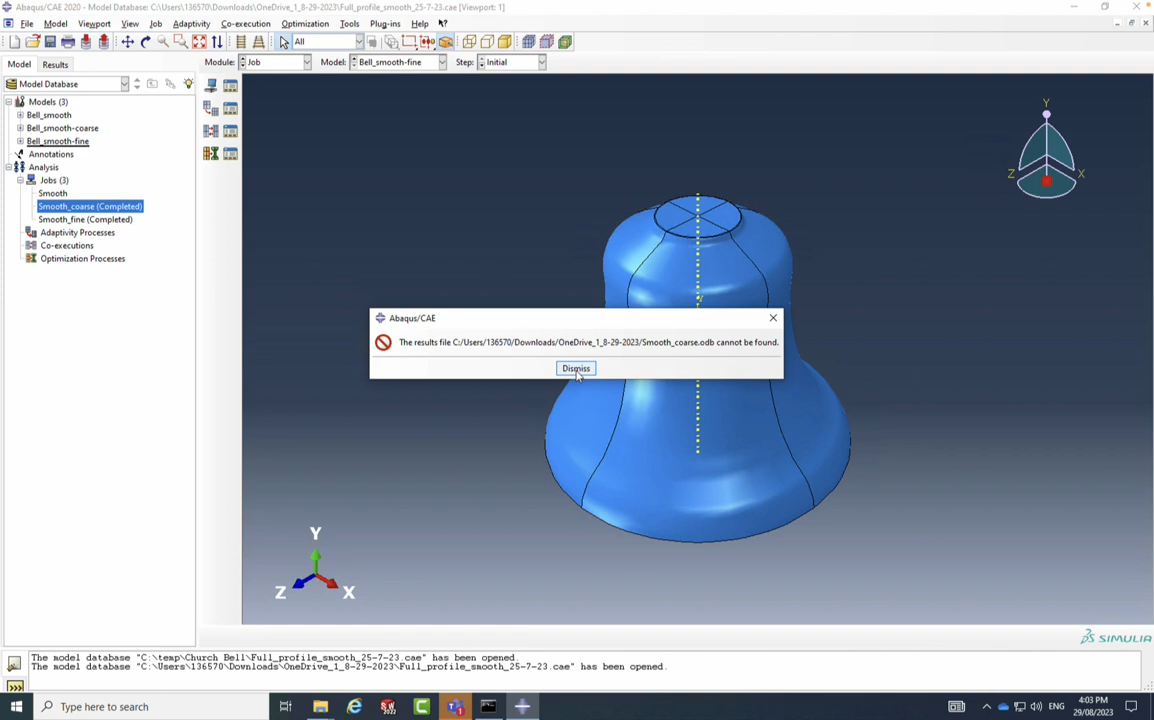 Abaqus/CAE 2020 - Model Database: C:\Users\136570\Downloads\OneDrive_1_8-29-2023\Full_profile_smooth_25-7-23.cae [Viewport: 1]
File Model Viewport View Job Adaptivity Co-execution Optimization Tools Plug-ins Help
All
Model Results Module: Job Model: Bell_smooth-fine Step: Initial
Model Database
Models (3)
Bell_smooth
Bell_smooth-coarse
Bell_smooth-fine
Annotations
Analysis
Jobs (3)
Smooth
Smooth_coarse (Completed)
Smooth_fine (Completed)
Adaptivity Processes
Co-executions
Optimization Processes
Y
Z X
Y
Abaqus/CAE
The results file C:/Users/136570/Downloads/OneDrive_1_8-29-2023/Smooth_coarse.odb cannot be found.
Dismiss
Y
Z X
SIMULIA
The model database "C:\temp\Church Bell\Full_profile_smooth_25-7-23.cae" has been opened.
The model database "C:\Users\136570\Downloads\OneDrive_1_8-29-2023\Full_profile_smooth_25-7-23.cae" has been opened.
>>>
Type here to search
ENG
4:03 PM
29/08/2023